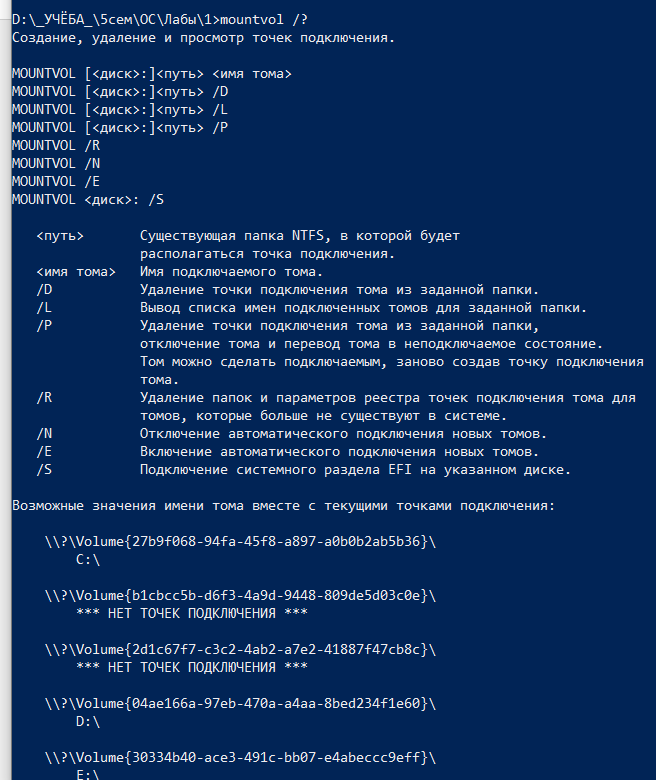 D:\_УЧЁБА_\5сем\ОС\Лабы\1>mountvol /?
Создание, удаление и просмотр точек подключения.
MOUNTVOL [<диск>:]<путь> <имя тома>
MOUNTVOL [<диск>:]<путь> /D
MOUNTVOL [<диск>:]<путь> /L
MOUNTVOL [<диск>:]<путь> /P
MOUNTVOL /R
MOUNTVOL /N
MOUNTVOL /E
MOUNTVOL <диск>: /S
<путь> Существующая папка NTFS, в которой будет
располагаться точка подключения.
<имя тома> Имя подключаемого тома.
/D Удаление точки подключения тома из заданной папки.
/L Вывод списка имен подключенных томов для заданной папки.
/P Удаление точки подключения тома из заданной папки,
отключение тома и перевод тома в неподключаемое состояние.
Том можно сделать подключаемым, заново создав точку подключения
тома.
/R Удаление папок и параметров реестра точек подключения тома для
томов, которые больше не существуют в системе.
/N Отключение автоматического подключения новых томов.
/E Включение автоматического подключения новых томов.
/S Подключение системного раздела EFI на указанном диске.
Возможные значения имени тома вместе с текущими точками подключения:
\\?\Volume{27b9f068-94fa-45f8-a897-a0b0b2ab5b36}\
C:\
\\?\Volume{b1cbcc5b-d6f3-4a9d-9448-809de5d03c0e}\
*** НЕТ ТОЧЕК ПОДКЛЮЧЕНИЯ ***
\\?\Volume{2d1c67f7-c3c2-4ab2-a7e2-41887f47cb8c}\
*** НЕТ ТОЧЕК ПОДКЛЮЧЕНИЯ ***
\\?\Volume{04ae166a-97eb-470a-a4aa-8bed234f1e60}\
D:\
\\?\Volume{30334b40-ace3-491c-bb07-e4abeccc9eff}\
E:\